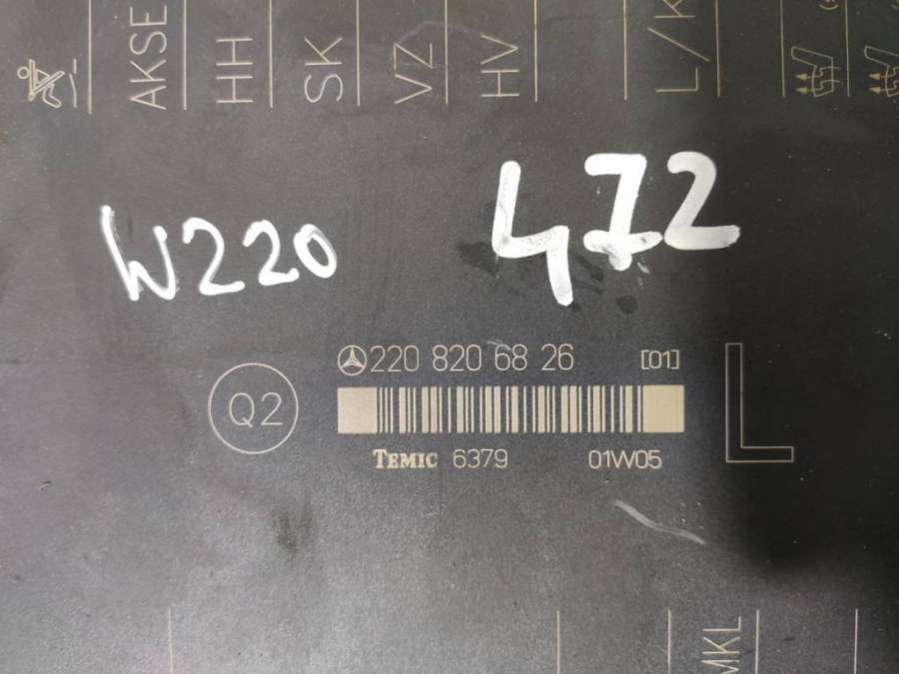 AKSE
HH
SK
VZ
HV
L/K
W220
472
220 820 68 26 [01]
Q2
L
TEMIC 6379 01W05
MKL